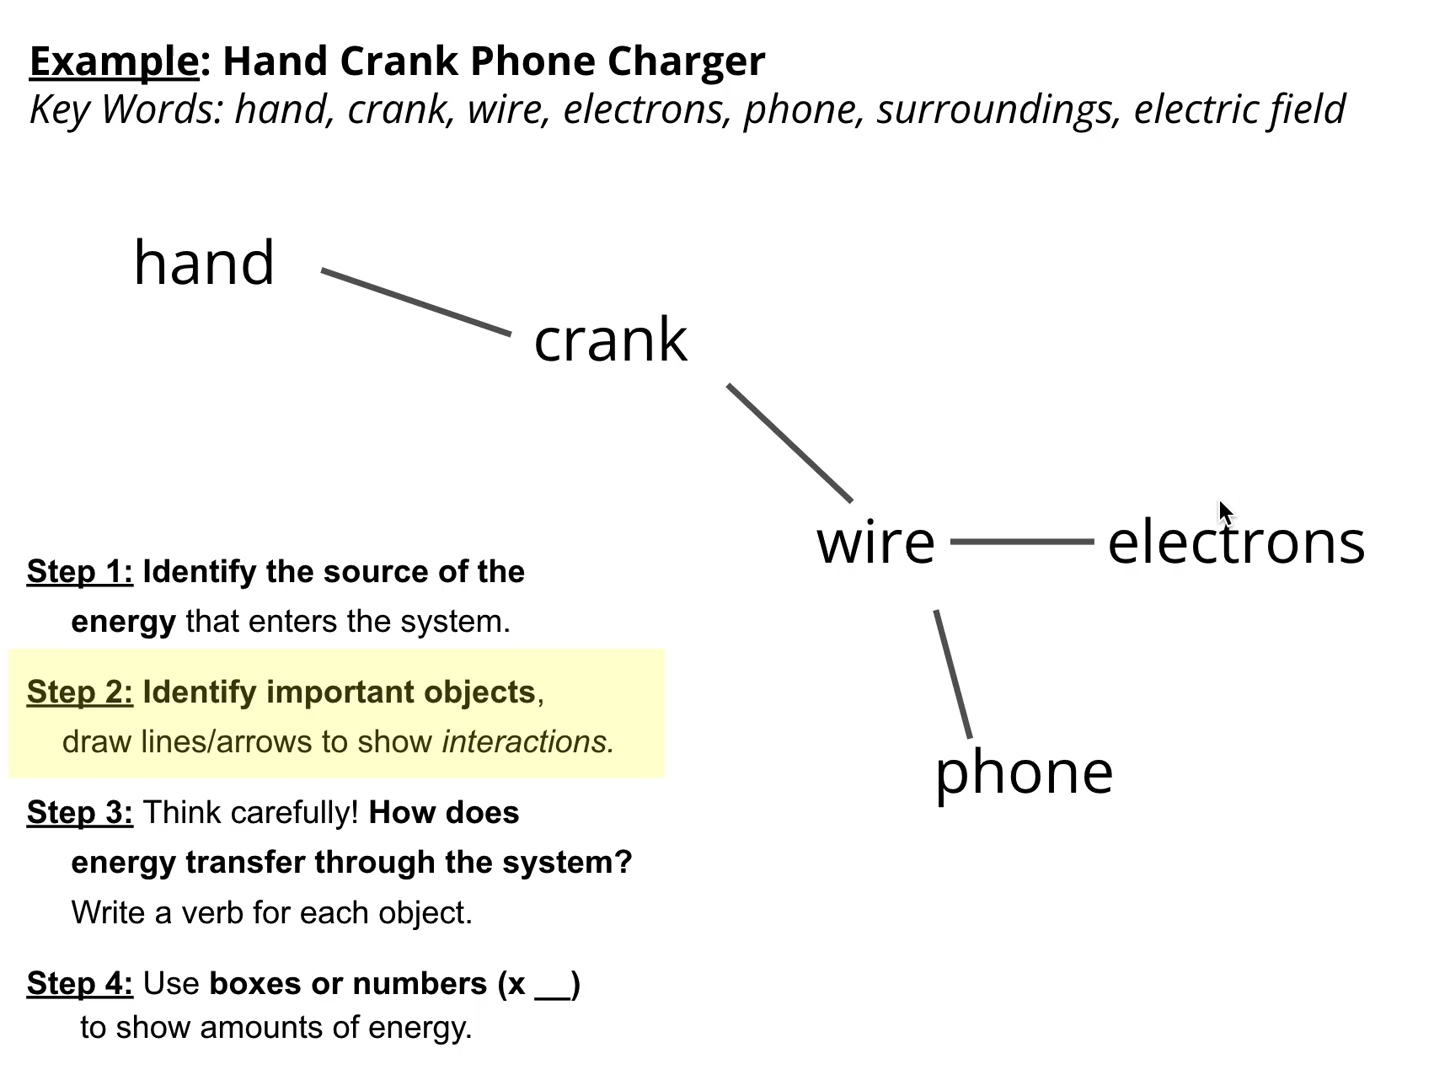 Example: Hand Crank Phone Charger
Key Words: hand, crank, wire, electrons, phone, surroundings, electric field
hand
crank
wire
electrons
phone
Step 1: Identify the source of the
energy that enters the system.
Step 2: Identify important objects,
draw lines/arrows to show interactions.
Step 3: Think carefully! How does
energy transfer through the system?
Write a verb for each object.
Step 4: Use boxes or numbers (x __)
to show amounts of energy.